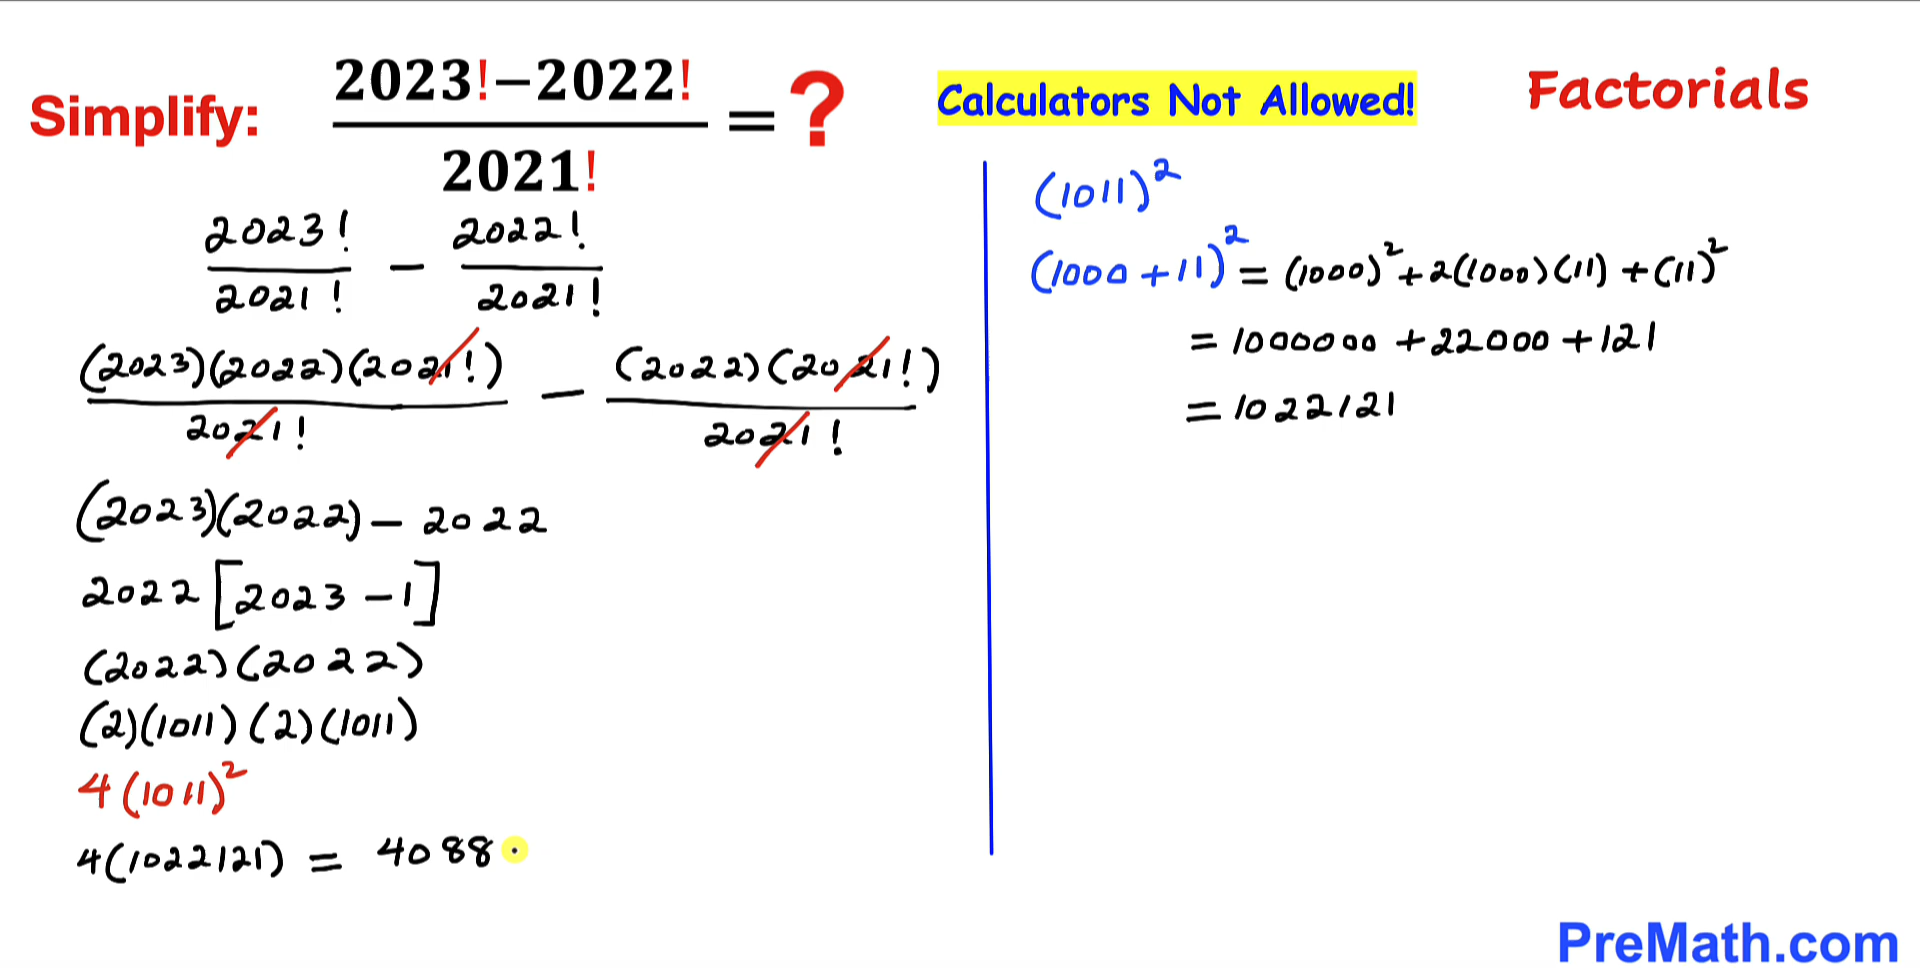 Simplify: 2023!−2022! / 2021! = ?
Calculators Not Allowed!
Factorials
2023! / 2021! − 2022! / 2021!
(2023)(2022)(2021!) / 2021! − (2022)(2021!) / 2021!
(2023)(2022) − 2022
2022[2023 − 1]
(2022)(2022)
(2)(1011)(2)(1011)
4(1011)²
4(1022121) = 4088
(1011)²
(1000 + 11)² = (1000)² + 2(1000)(11) + (11)²
= 1000000 + 22000 + 121
= 1022121
PreMath.com